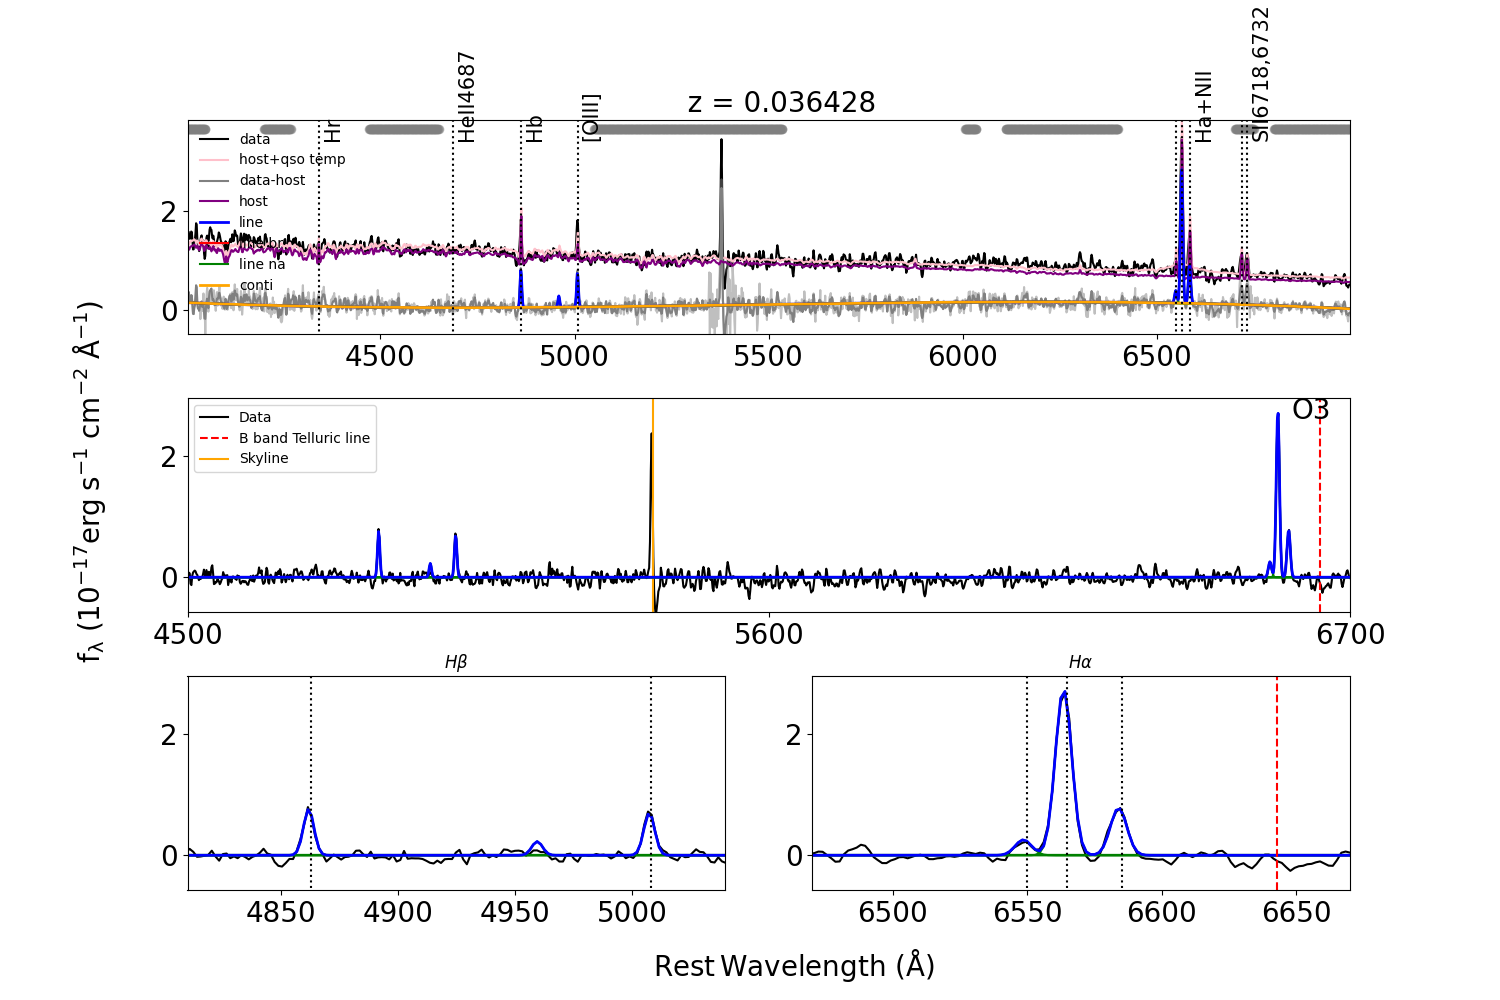 z = 0.036428
Hr
HeII4687
Hb
[OIII]
Ha+NII
SII6718,6732
data
host+qso temp
data-host
host
line
line br
line na
conti
2
0
4500 5000 5500 6000 6500
f_λ (10⁻¹⁷erg s⁻¹ cm⁻² Å⁻¹)
Data
B band Telluric line
Skyline
O3
2
0
4500 5600 6700
Hβ
2
0
4850 4900 4950 5000
Hα
2
0
6500 6550 6600 6650
Rest Wavelength (Å)